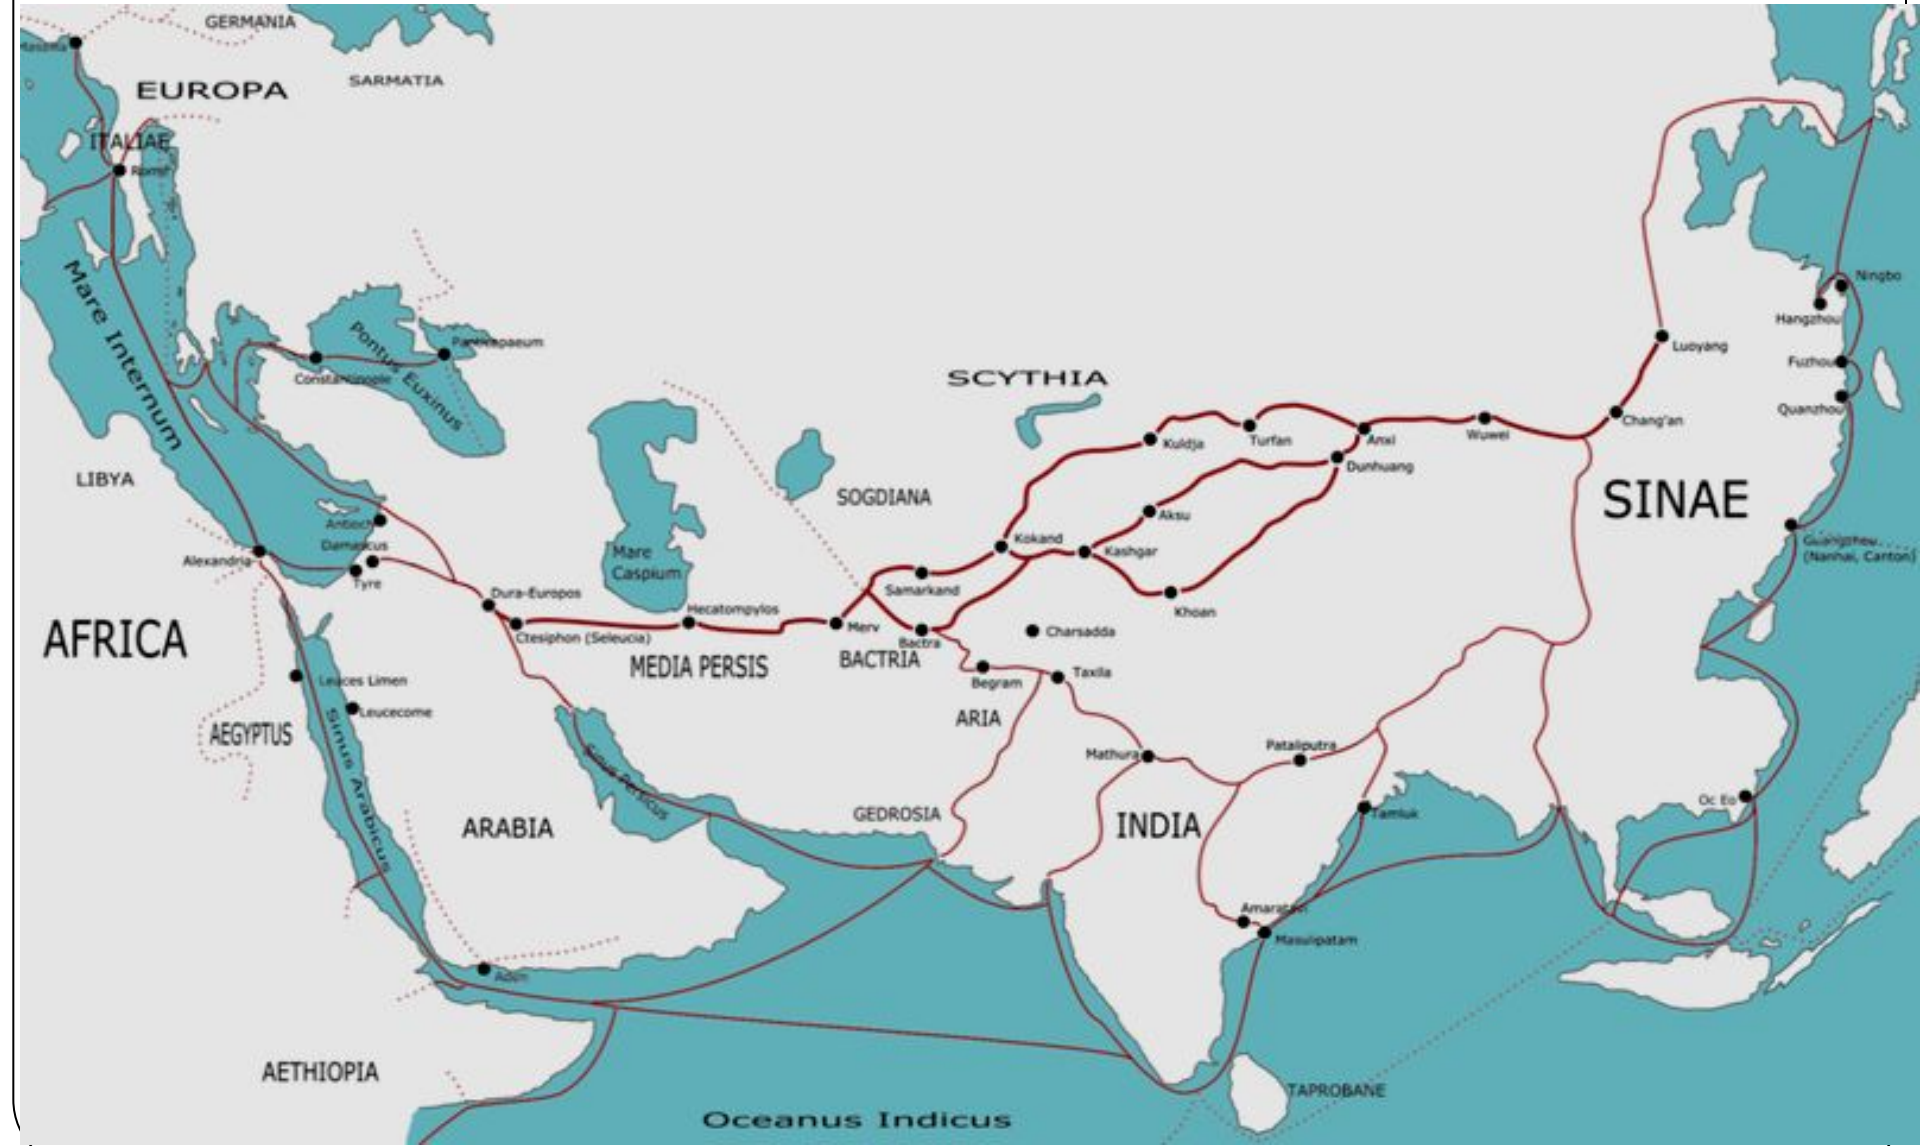 GERMANIA
Massilia
SARMATIA
EUROPA
ITALIAE
Rome
Mare Internum
Pontus Euxinus
Panticapaeum
Constantinople
Ningbo
Hangzhou
Luoyang
Fuzhou
SCYTHIA
Quanzhou
Chang'an
Kuldja
Turfan
Anxi
Wuwei
Dunhuang
LIBYA
SOGDIANA
SINAE
Aksu
Antioch
Damascus
Alexandria
Tyre
Mare
Caspium
Kokand
Kashgar
Guangzhou
(Nanhai, Canton)
Samarkand
Dura-Europos
Hecatompylos
Khoan
AFRICA
Ctesiphon (Seleucia)
Merv
Charsadda
Bactra
MEDIA PERSIS
BACTRIA
Taxila
Begram
Leuces Limen
Leucecome
ARIA
AEGYPTUS
Sinus Arabicus
Sinus Persicus
Mathura
Pataliputra
Oc Eo
GEDROSIA
Tamluk
ARABIA
INDIA
Masulipatam
Aden
AETHIOPIA
TAPROBANE
Oceanus Indicus